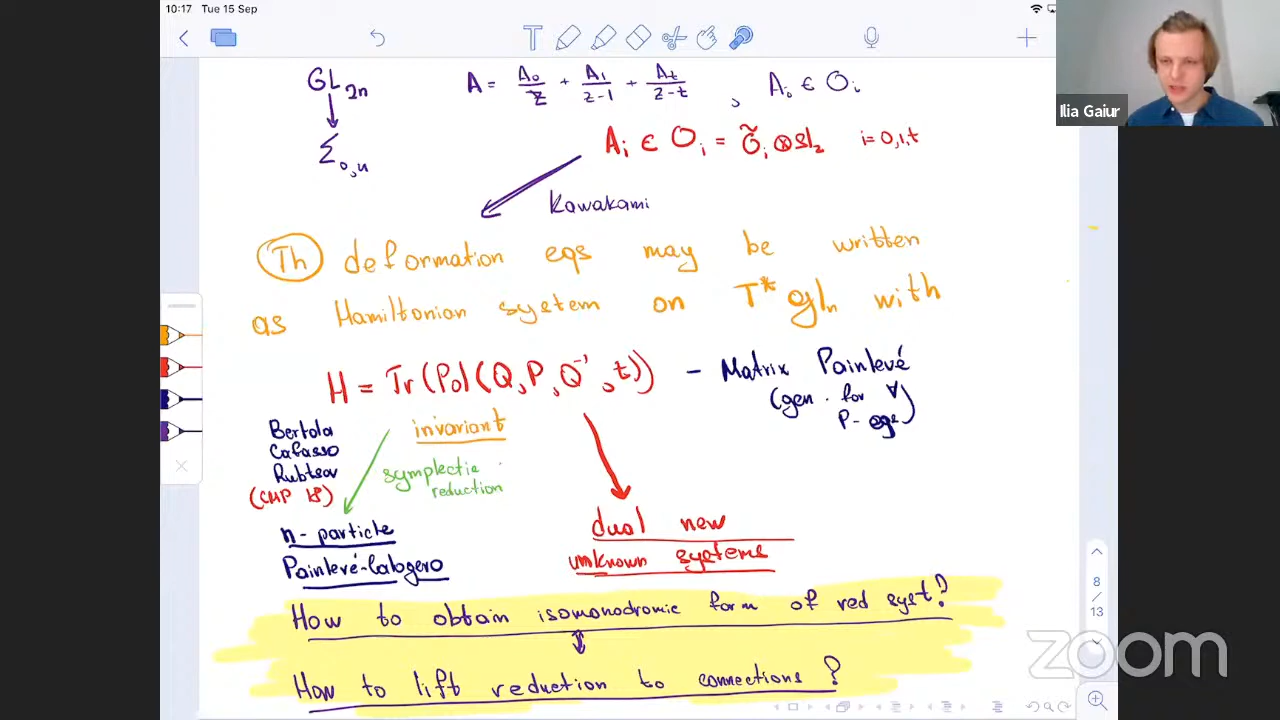 10:17 Tue 15 Sep
GL₂ₙ
A = A₀/z + A₁/(z-1) + Aₜ/(z-t) , Aᵢ ∈ Oᵢ
Σ₀,ₙ
Aᵢ ∈ Oᵢ = Õᵢ ⊗ sl₂ i=0,1,t
Kawakami
Th deformation eqs may be written
as Hamiltonian system on T* glₙ with
H = Tr(Pol(Q,P,Q⁻¹,t)) - Matrix Painlevé
(gen. for ∀
P-eqs)
Bertola
Cafasso
Rubtsov
(CMP 18)
invariant
symplectic
reduction
n-particle
Painlevé-Calogero
dual new
unknown systems
How to obtain isomonodromic form of red syst?
How to lift reduction to connections ?
Ilia Gaiur
8
/
13
zoom